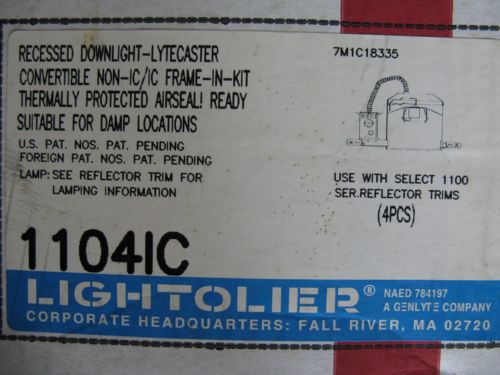 RECESSED DOWNLIGHT-LYTECASTER
CONVERTIBLE NON-IC/IC FRAME-IN-KIT
THERMALLY PROTECTED AIRSEAL! READY
SUITABLE FOR DAMP LOCATIONS
U.S. PAT. NOS. PAT. PENDING
FOREIGN PAT. NOS. PAT. PENDING
LAMP: SEE REFLECTOR TRIM FOR
LAMPING INFORMATION
7M1C18335
USE WITH SELECT 1100
SER.REFLECTOR TRIMS
(4PCS)
1104IC
LIGHTOLIER®
NAED 784197
A GENLYTE COMPANY
CORPORATE HEADQUARTERS: FALL RIVER, MA 02720